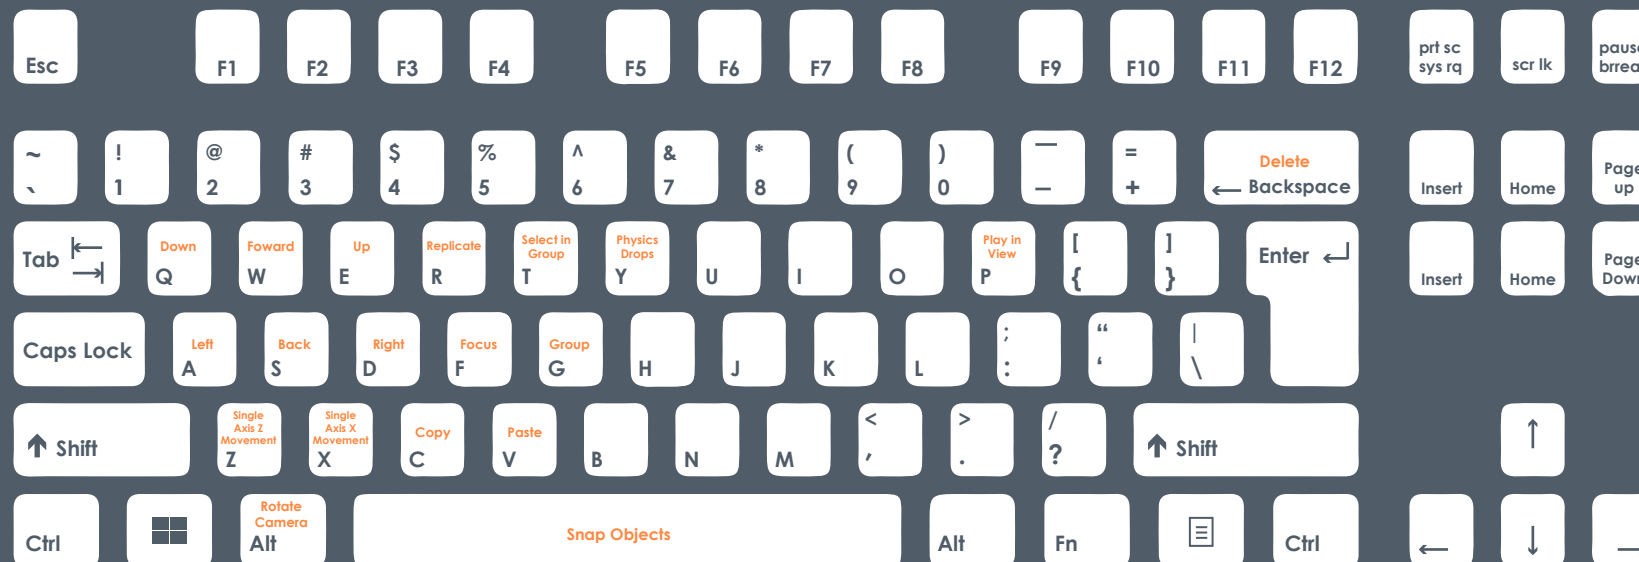 Esc F1 F2 F3 F4 F5 F6 F7 F8 F9 F10 F11 F12
prt sc
sys rq
scr lk
paus
brrea
~ ! @ # $ % ^ & * ( ) — =
` 1 2 3 4 5 6 7 8 9 0 – +
Delete
← Backspace
Insert Home
Page
up
Tab
Down
Q
Foward
W
Up
E
Replicate
R
Select in
Group
T
Physics
Drops
Y
U I O
Play in
View
P
[
{
]
}
Enter
Insert Home
Page
Down
Caps Lock
Left
A
Back
S
Right
D
Focus
F
Group
G
H J K L
;
:
“
‘
|
\
Shift
Single
Axis Z
Movement
Z
Single
Axis X
Movement
X
Copy
C
Paste
V
B N M
<
,
>
.
/
?
Shift
↑
Ctrl
Rotate
Camera
Alt
Snap Objects
Alt Fn Ctrl
← ↓